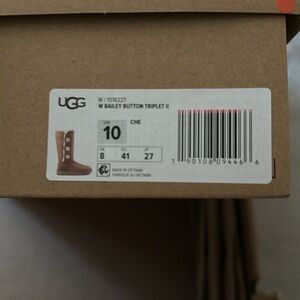 UGG
W / 1016227
W BAILEY BUTTON TRIPLET II
USA
10
CHE
UK EU JP
8 41 27
MADE IN VIETNAM
FABRIQUÉ AU VIETNAM
1 90108 09446 6